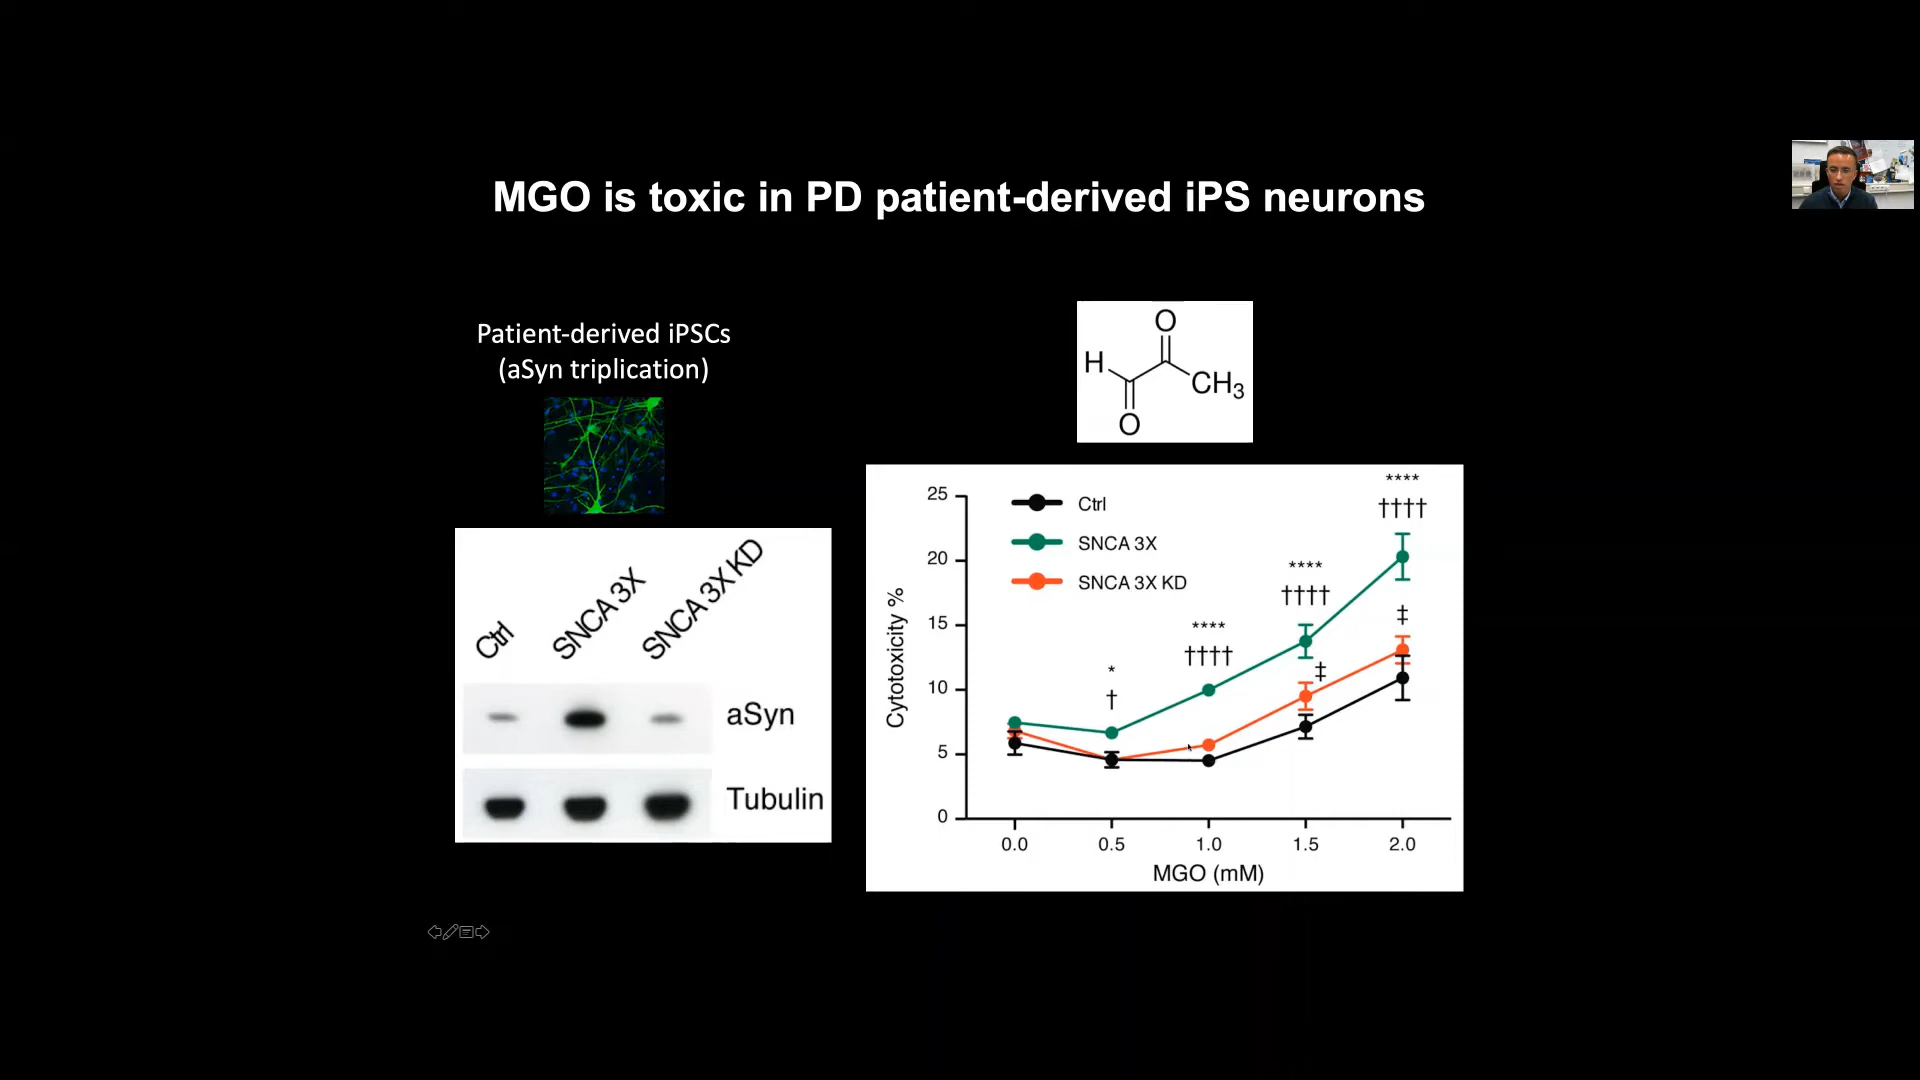 MGO is toxic in PD patient-derived iPS neurons
Patient-derived iPSCs
(aSyn triplication)
Ctrl
SNCA 3X
SNCA 3X KD
aSyn
Tubulin
O
H
CH3
O
25
20
15
10
5
0
Cytotoxicity %
Ctrl
SNCA 3X
SNCA 3X KD
*
†
****
††††
****
††††
‡
****
††††
‡
0.0 0.5 1.0 1.5 2.0
MGO (mM)